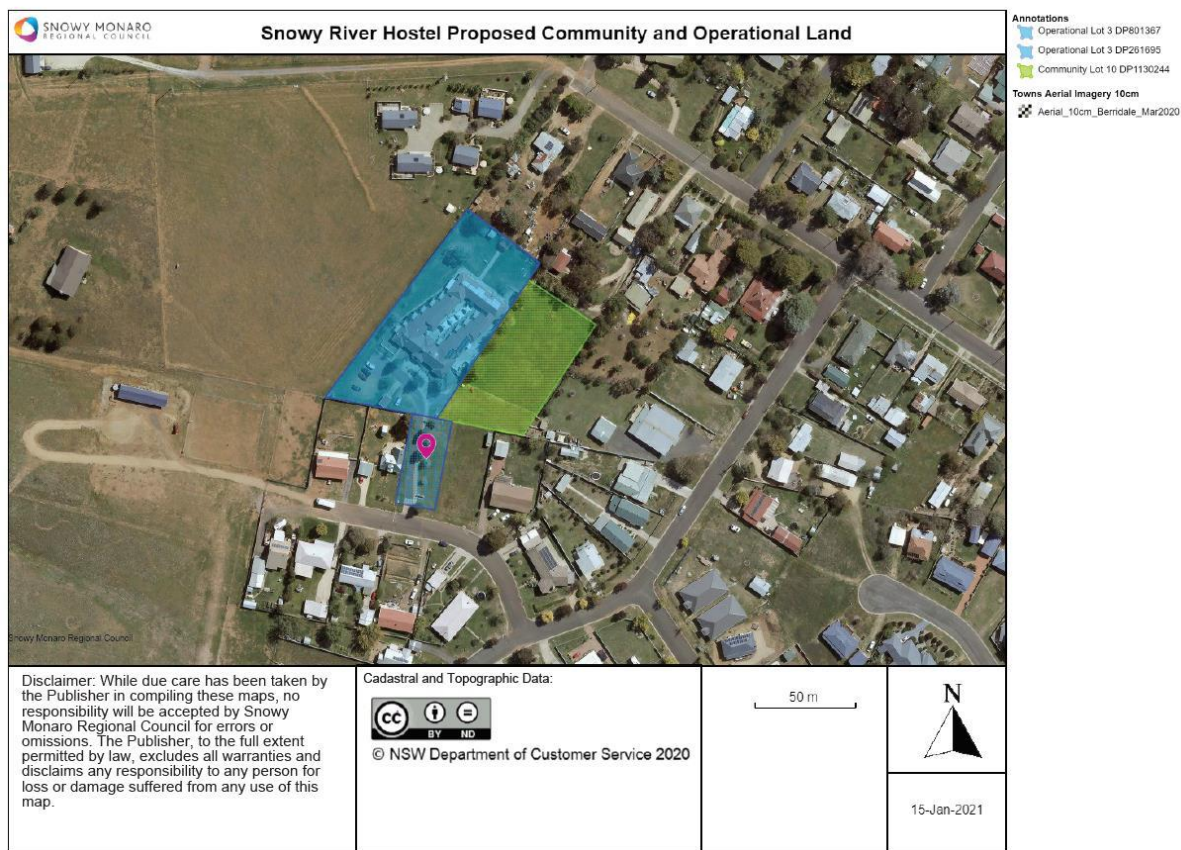 SNOWY MONARO
REGIONAL COUNCIL
Snowy River Hostel Proposed Community and Operational Land
Annotations
Operational Lot 3 DP801367
Operational Lot 3 DP261695
Community Lot 10 DP1130244
Towns Aerial Imagery 10cm
Aerial_10cm_Berridale_Mar2020
Snowy Monaro Regional Council
Disclaimer: While due care has been taken by
the Publisher in compiling these maps, no
responsibility will be accepted by Snowy
Monaro Regional Council for errors or
omissions. The Publisher, to the full extent
permitted by law, excludes all warranties and
disclaims any responsibility to any person for
loss or damage suffered from any use of this
map.
Cadastral and Topographic Data:
cc
BY ND
© NSW Department of Customer Service 2020
50 m
N
15-Jan-2021